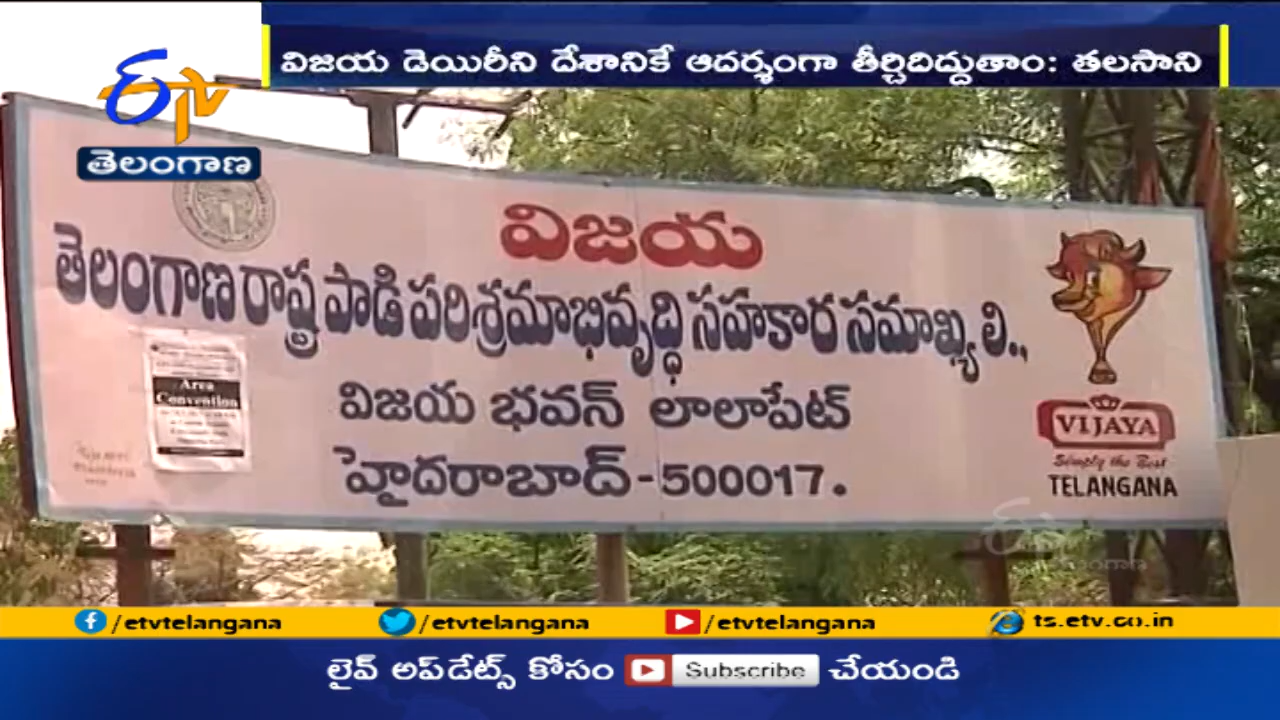 విజయ డెయిరీని దేశానికే ఆదర్శంగా తీర్చిదిద్దుతాం: తలసాని
ETV
తెలంగాణ
విజయ
తెలంగాణ రాష్ట్ర పాడి పరిశ్రమాభివృద్ధి సహకార సమాఖ్య లి.,
విజయ భవన్ లాలాపేట్
హైదరాబాద్-500017.
Area
Convention
VIJAYA
Simply the Best
TELANGANA
తెలంగాణ
/etvtelangana /etvtelangana /etvtelangana ts.etv.co.in
లైవ్ అప్‌డేట్స్ కోసం Subscribe చేయండి